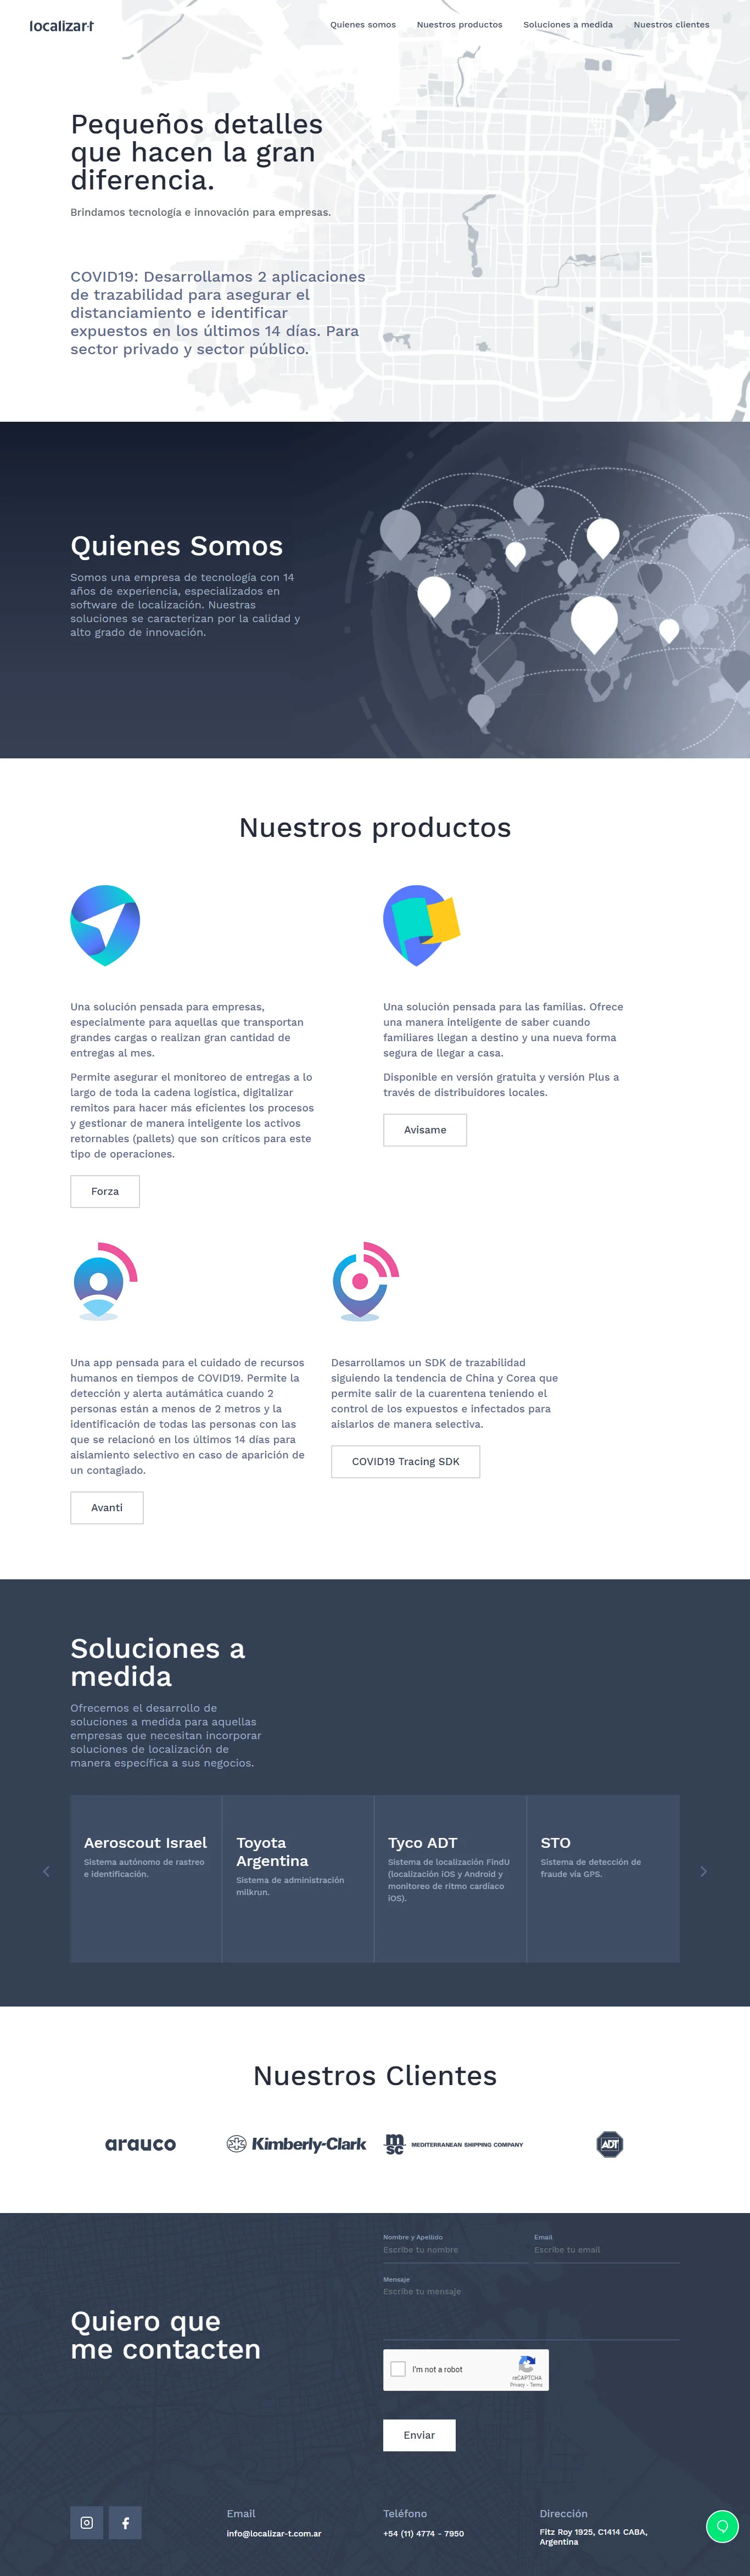 localizar-t
Quienes somos
Nuestros productos
Soluciones a medida
Nuestros clientes
Pequeños detalles
que hacen la gran
diferencia.
Brindamos tecnología e innovación para empresas.
COVID19: Desarrollamos 2 aplicaciones
de trazabilidad para asegurar el
distanciamiento e identificar
expuestos en los últimos 14 días. Para
sector privado y sector público.
Quienes Somos
Somos una empresa de tecnología con 14
años de experiencia, especializados en
software de localización. Nuestras
soluciones se caracterizan por la calidad y
alto grado de innovación.
Nuestros productos
Una solución pensada para empresas,
especialmente para aquellas que transportan
grandes cargas o realizan gran cantidad de
entregas al mes.
Permite asegurar el monitoreo de entregas a lo
largo de toda la cadena logística, digitalizar
remitos para hacer más eficientes los procesos
y gestionar de manera inteligente los activos
retornables (pallets) que son críticos para este
tipo de operaciones.
Forza
Una solución pensada para las familias. Ofrece
una manera inteligente de saber cuando
familiares llegan a destino y una nueva forma
segura de llegar a casa.
Disponible en versión gratuita y versión Plus a
través de distribuidores locales.
Avísame
Una app pensada para el cuidado de recursos
humanos en tiempos de COVID19. Permite la
detección y alerta autámática cuando 2
personas están a menos de 2 metros y la
identificación de todas las personas con las
que se relacionó en los últimos 14 días para
aislamiento selectivo en caso de aparición de
un contagiado.
Avanti
Desarrollamos un SDK de trazabilidad
siguiendo la tendencia de China y Corea que
permite salir de la cuarentena teniendo el
control de los expuestos e infectados para
aislarlos de manera selectiva.
COVID19 Tracing SDK
Soluciones a
medida
Ofrecemos el desarrollo de
soluciones a medida para aquellas
empresas que necesitan incorporar
soluciones de localización de
manera específica a sus negocios.
Aeroscout Israel
Sistema autónomo de rastreo
e identificación.
Toyota
Argentina
Sistema de administración
milkrun.
Tyco ADT
Sistema de localización FindU
(localización iOS y Android y
monitoreo de ritmo cardíaco
iOS).
STO
Sistema de detección de
fraude vía GPS.
Nuestros Clientes
arauco
Kimberly-Clark
msc
MEDITERRANEAN SHIPPING COMPANY
ADT
Quiero que
me contacten
Nombre y Apellido
Escribe tu nombre
Email
Escribe tu email
Mensaje
Escribe tu mensaje
I'm not a robot
reCAPTCHA
Privacy - Terms
Enviar
Email
info@localizar-t.com.ar
Teléfono
+54 (11) 4774 - 7950
Dirección
Fitz Roy 1925, C1414 CABA,
Argentina